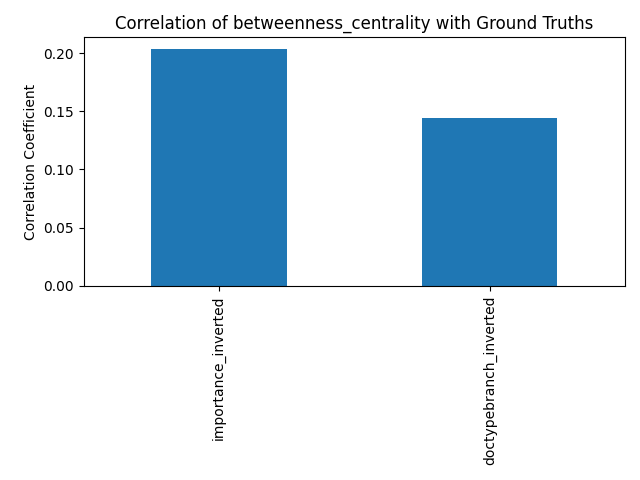 Correlation of betweenness_centrality with Ground Truths
Correlation Coefficient
0.20
0.15
0.10
0.05
0.00
importance_inverted
doctypebranch_inverted